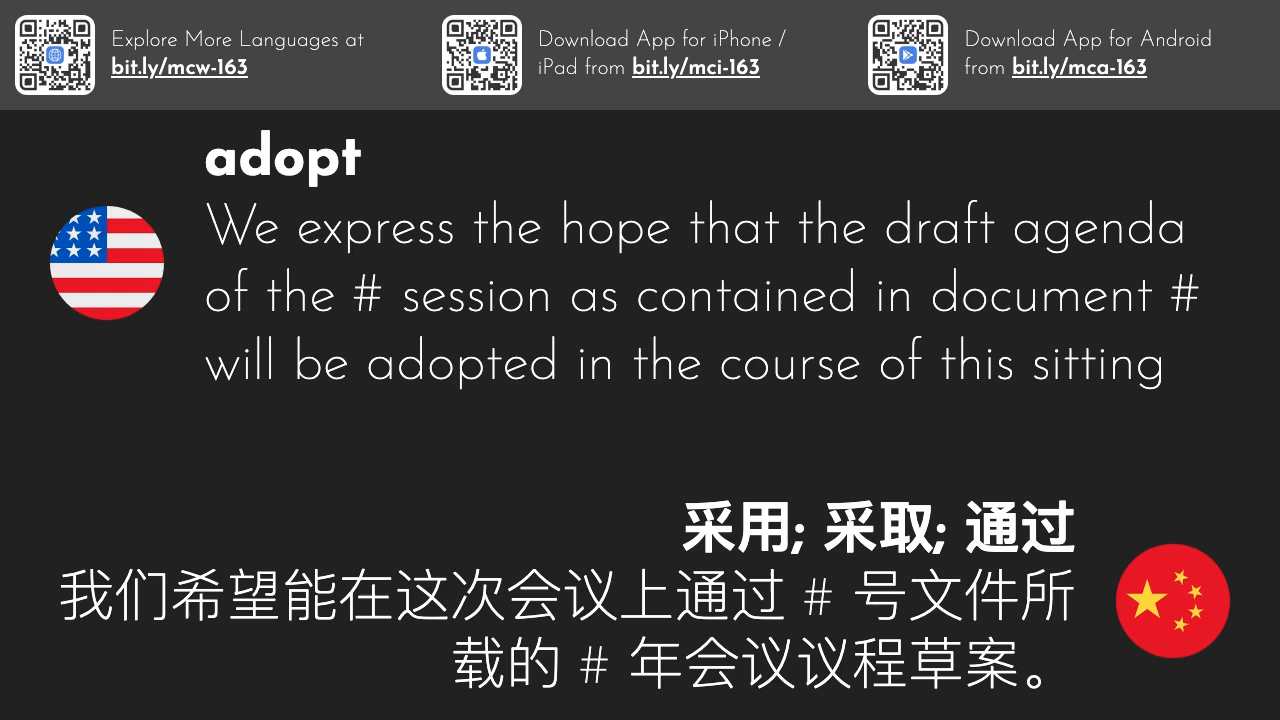 Explore More Languages at
bit.ly/mcw-163
Download App for iPhone /
iPad from bit.ly/mci-163
Download App for Android
from bit.ly/mca-163
adopt
We express the hope that the draft agenda
of the # session as contained in document #
will be adopted in the course of this sitting
采用; 采取; 通过
我们希望能在这次会议上通过 # 号文件所
载的 # 年会议议程草案。